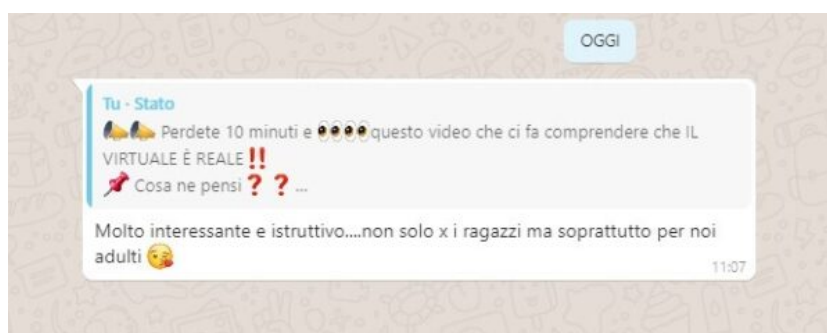 OGGI
Tu - Stato
📣📣 Perdete 10 minuti e 👀👀questo video che ci fa comprendere che IL
VIRTUALE È REALE‼️
📌 Cosa ne pensi❓ ❓ ...
Molto interessante e istruttivo....non solo x i ragazzi ma soprattutto per noi
adulti 😘
11:07